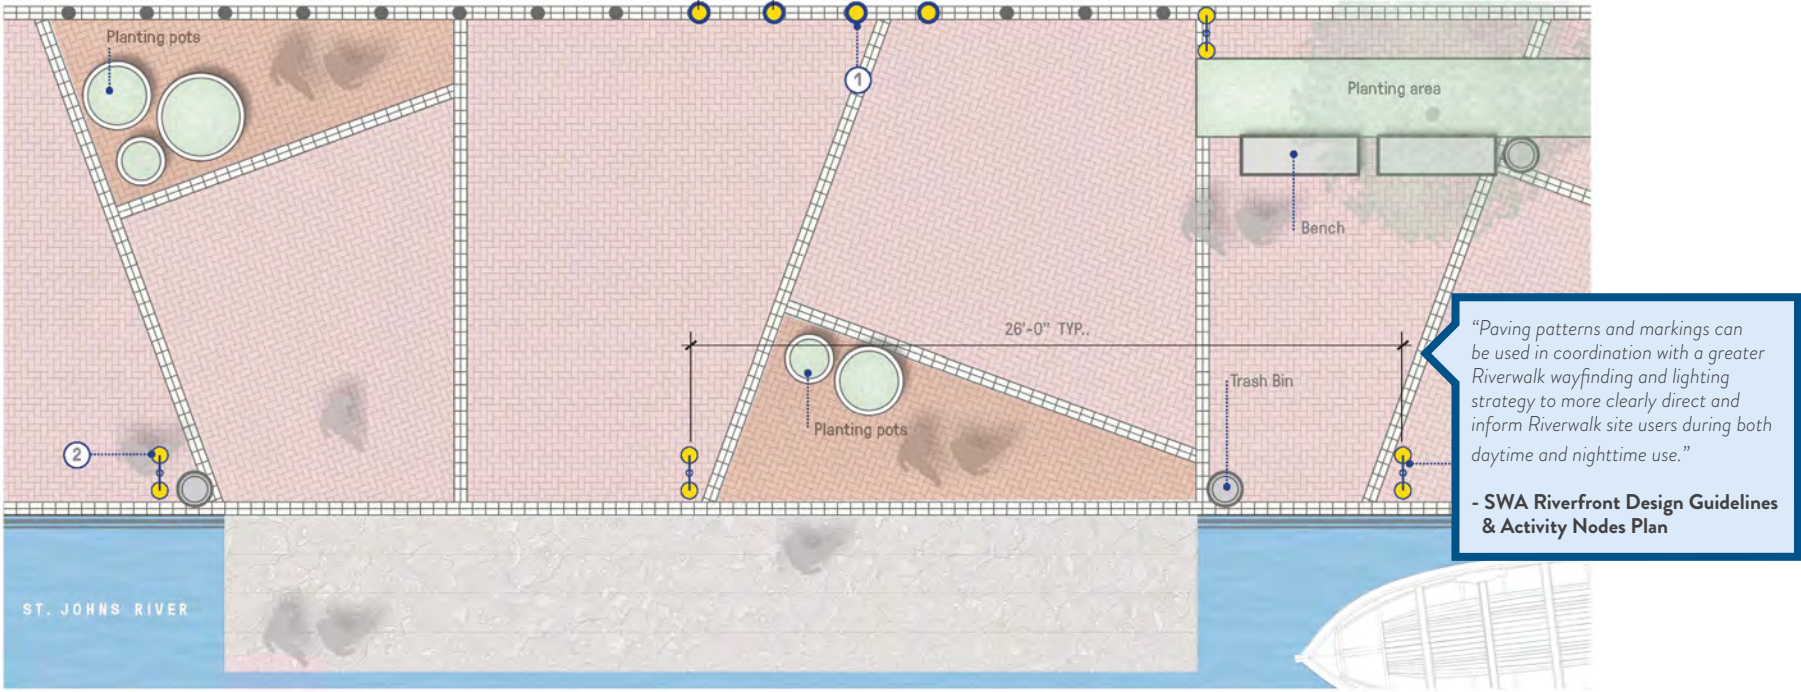 Planting pots
1
Planting area
Bench
26'-0" TYP..
Trash Bin
Planting pots
2
ST. JOHNS RIVER
“Paving patterns and markings can
be used in coordination with a greater
Riverwalk wayfinding and lighting
strategy to more clearly direct and
inform Riverwalk site users during both
daytime and nighttime use.”
- SWA Riverfront Design Guidelines
& Activity Nodes Plan